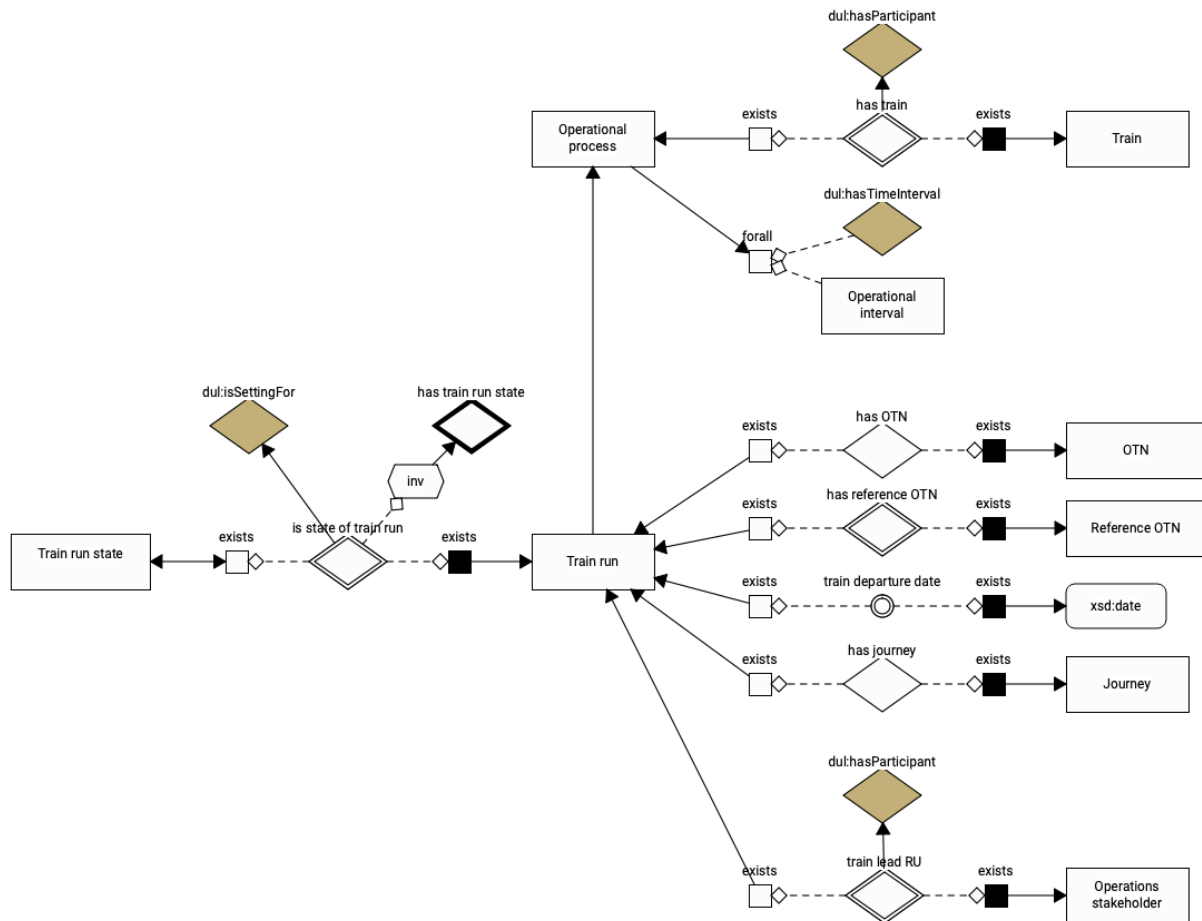 dul:hasParticipant
has train
exists
exists
Operational
process
Train
dul:hasTimeInterval
forall
Operational
interval
dul:isSettingFor
has train run state
inv
has OTN
exists
exists
OTN
has reference OTN
exists
exists
Reference OTN
is state of train run
exists
exists
Train run state
Train run
train departure date
exists
exists
xsd:date
has journey
exists
exists
Journey
dul:hasParticipant
train lead RU
exists
exists
Operations
stakeholder